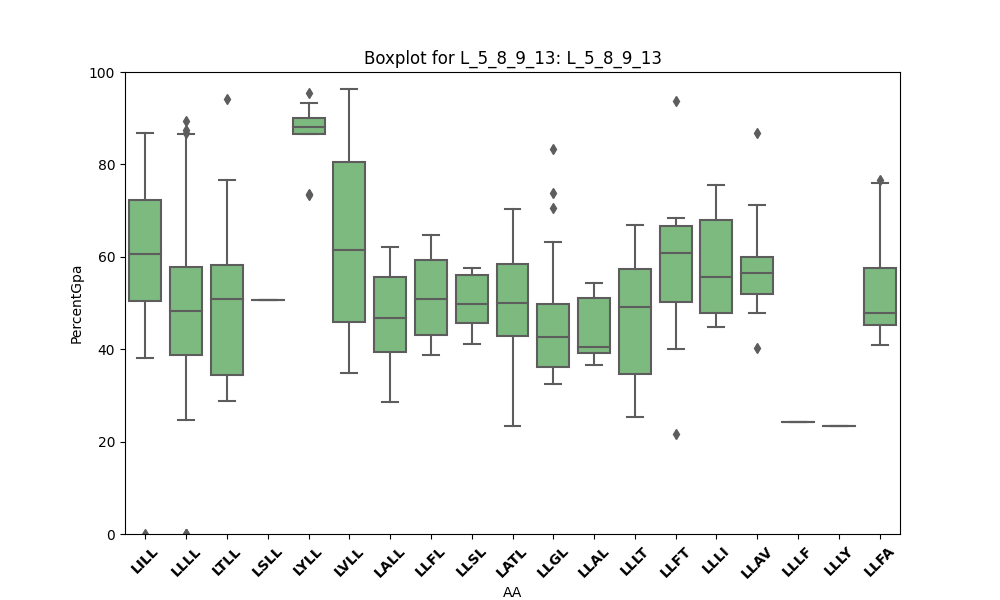 Boxplot for L_5_8_9_13: L_5_8_9_13
100
80
60
40
20
0
PercentGpa
LILL LLLL LTLL LSLL LYLL LVLL LALL LLFL LLSL LATL LLGL LLAL LLLT LLFT LLLI LLAV LLLF LLLY LLFA
AA